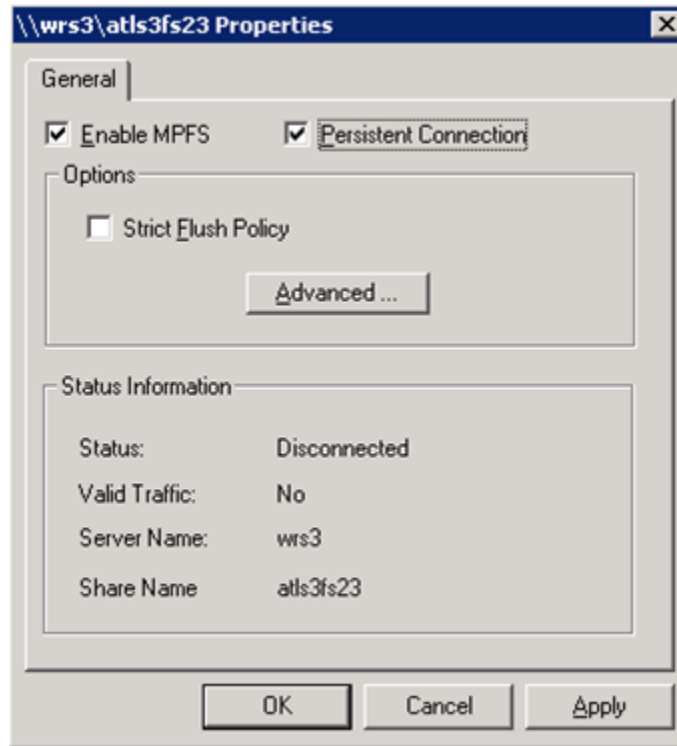 \\wrs3\atls3fs23 Properties
General
Enable MPFS Persistent Connection
Options
Strict Flush Policy
Advanced ...
Status Information
Status: Disconnected
Valid Traffic: No
Server Name: wrs3
Share Name atls3fs23
OK Cancel Apply